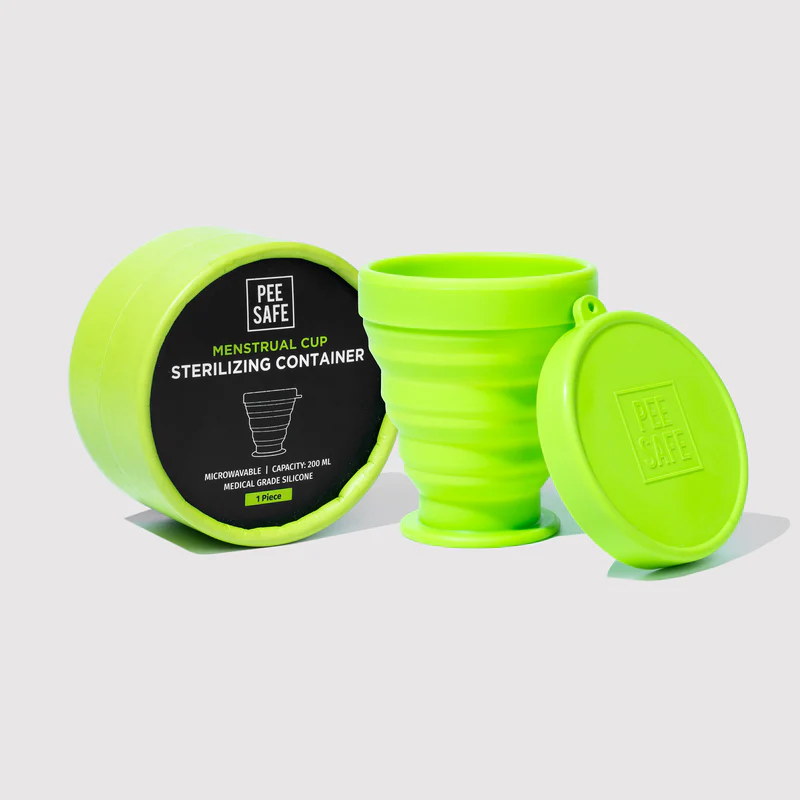 PEE
SAFE
MENSTRUAL CUP
STERILIZING CONTAINER
MICROWAVABLE | CAPACITY: 200 ML
MEDICAL GRADE SILICONE
1 Piece
PEE
SAFE